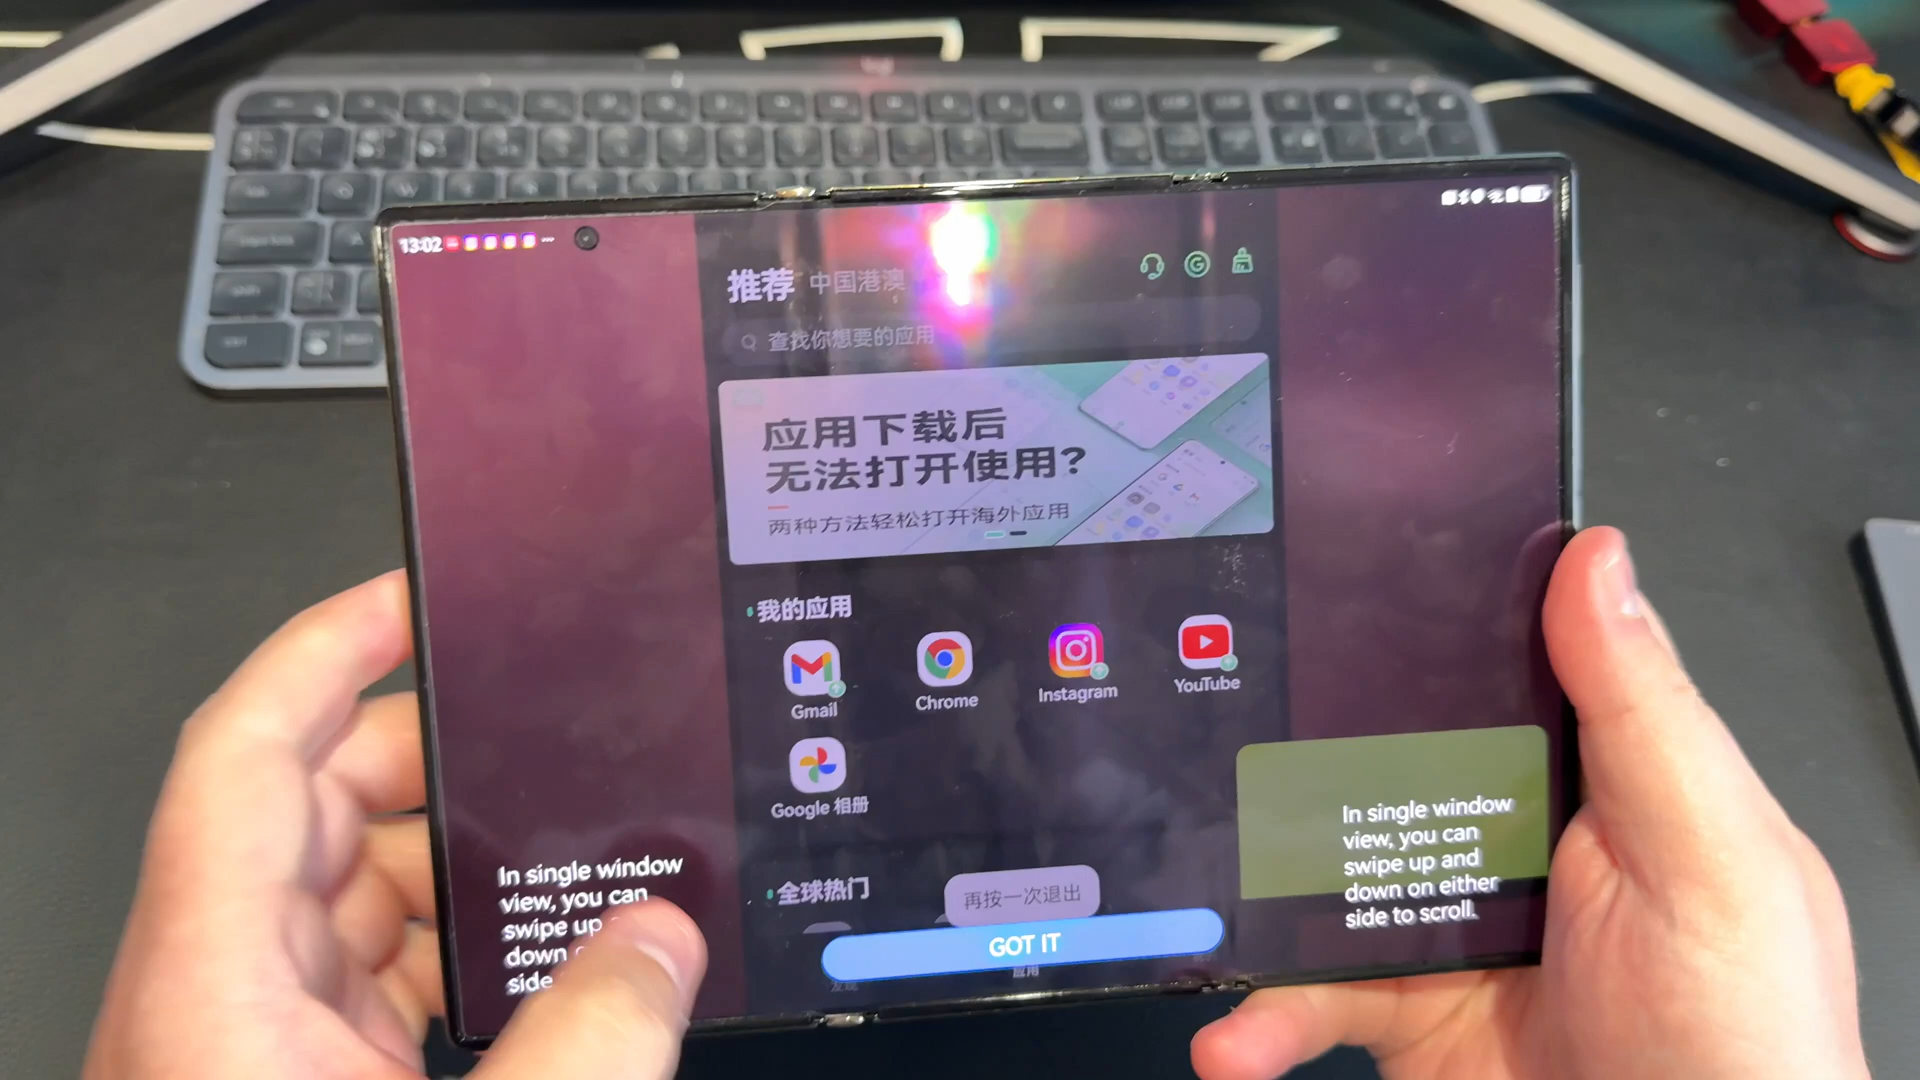 13:02
推荐 中国港澳
查找你想要的应用
应用下载后
无法打开使用?
两种方法轻松打开海外应用
我的应用
Gmail
Chrome
Instagram
YouTube
Google 相册
全球热门
再按一次退出
GOT IT
发现
应用
In single window
view, you can
swipe up
down
side
In single window
view, you can
swipe up and
down on either
side to scroll.